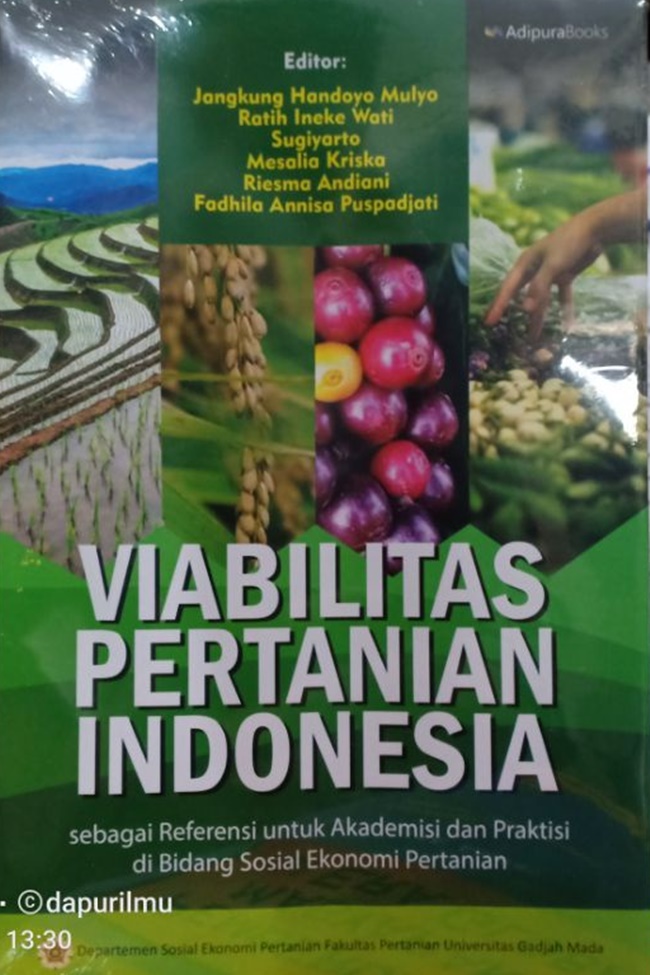 AdipuraBooks
Editor:
Jangkung Handoyo Mulyo
Ratih Ineke Wati
Sugiyarto
Mesalia Kriska
Riesma Andiani
Fadhila Annisa Puspadjati
VIABILITAS
PERTANIAN
INDONESIA
sebagai Referensi untuk Akademisi dan Praktisi
di Bidang Sosial Ekonomi Pertanian
· ©dapurilmu
13:30
Departemen Sosial Ekonomi Pertanian Fakultas Pertanian Universitas Gadjah Mada